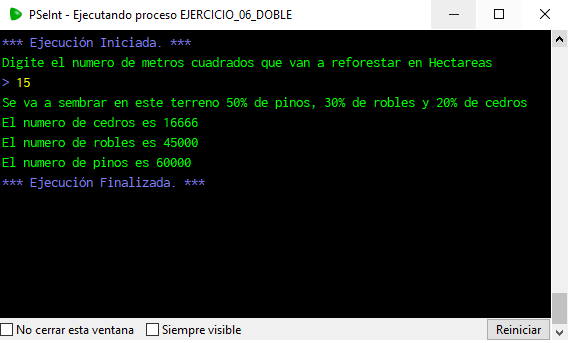 PSeInt - Ejecutando proceso EJERCICIO_06_DOBLE
*** Ejecución Iniciada. ***
Digite el numero de metros cuadrados que van a reforestar en Hectareas
> 15
Se va a sembrar en este terreno 50% de pinos, 30% de robles y 20% de cedros
El numero de cedros es 16666
El numero de robles es 45000
El numero de pinos es 60000
*** Ejecución Finalizada. ***
No cerrar esta ventana Siempre visible Reiniciar